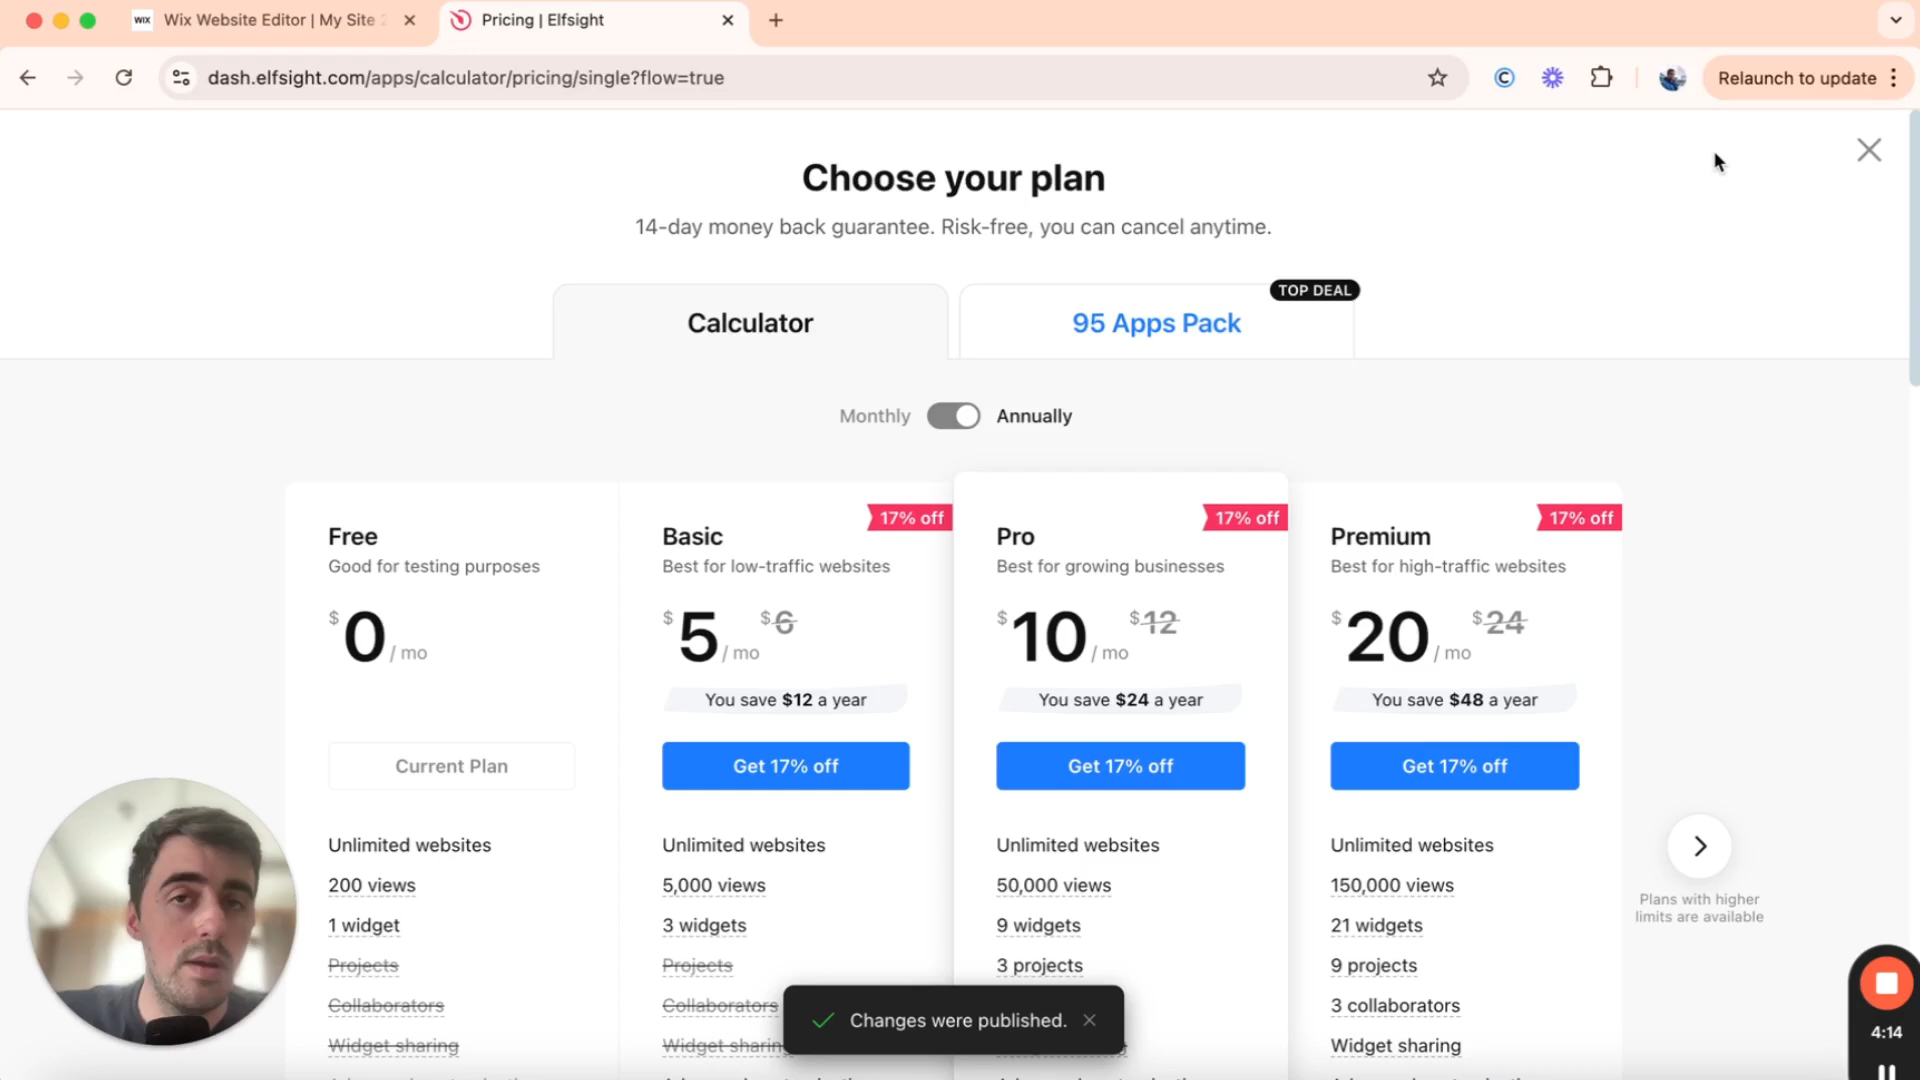 WIX Wix Website Editor | My Site
Pricing | Elfsight
dash.elfsight.com/apps/calculator/pricing/single?flow=true
Relaunch to update
Choose your plan
14-day money back guarantee. Risk-free, you can cancel anytime.
TOP DEAL
Calculator
95 Apps Pack
Monthly
Annually
Free
Good for testing purposes
$0 / mo
Current Plan
Unlimited websites
200 views
1 widget
Projects
Collaborators
Widget sharing
17% off
Basic
Best for low-traffic websites
$5 / mo $6
You save $12 a year
Get 17% off
Unlimited websites
5,000 views
3 widgets
Projects
Collaborators
17% off
Pro
Best for growing businesses
$10 / mo $12
You save $24 a year
Get 17% off
Unlimited websites
50,000 views
9 widgets
3 projects
17% off
Premium
Best for high-traffic websites
$20 / mo $24
You save $48 a year
Get 17% off
Unlimited websites
150,000 views
21 widgets
9 projects
3 collaborators
Widget sharing
Plans with higher
limits are available
Changes were published.
4:14